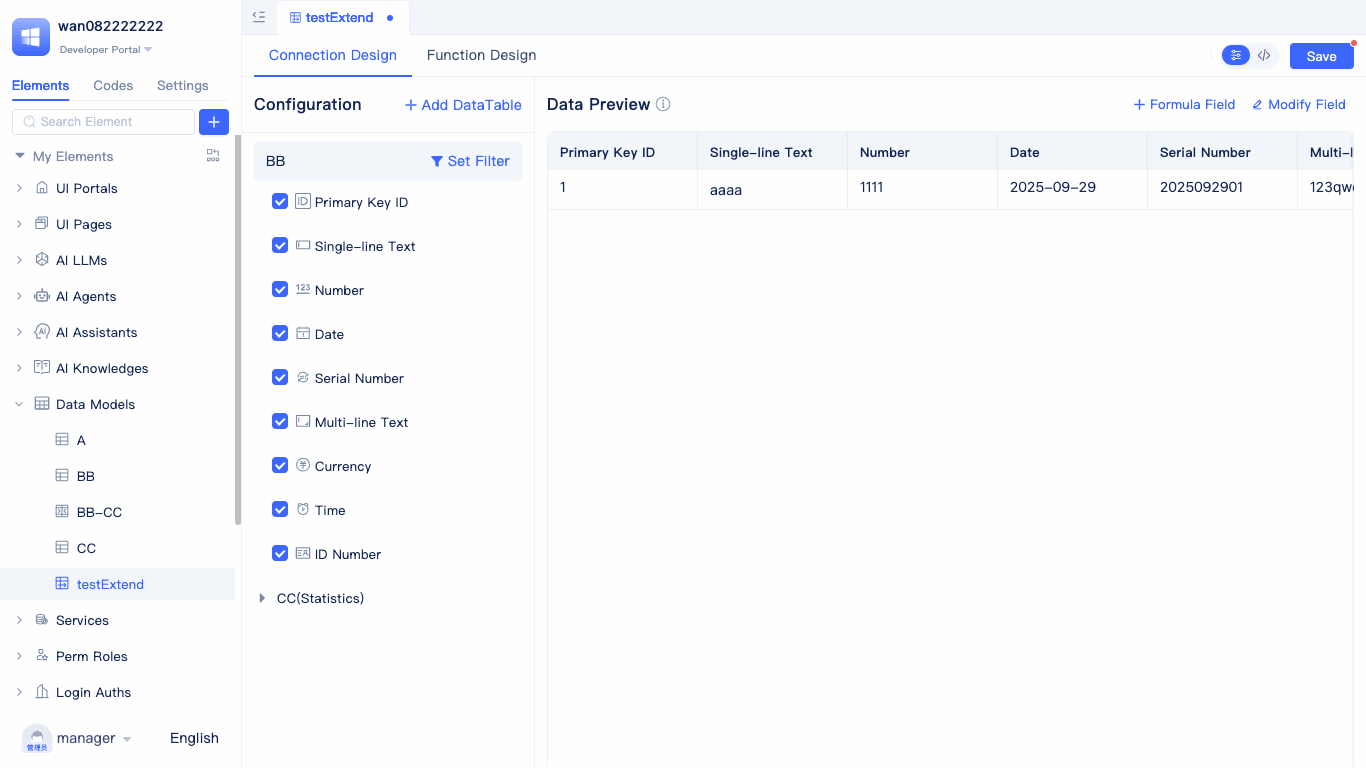 wan082222222
Developer Portal
Elements Codes Settings
Search Element
My Elements
UI Portals
UI Pages
AI LLMs
AI Agents
AI Assistants
AI Knowledges
Data Models
A
BB
BB-CC
CC
testExtend
Services
Perm Roles
Login Auths
管理员
manager
English
testExtend
Connection Design Function Design
Save
Configuration
Add DataTable
BB
Set Filter
ID Primary Key ID
Single-line Text
123 Number
Date
Serial Number
Multi-line Text
Currency
Time
ID Number
CC(Statistics)
Data Preview
Formula Field
Modify Field
Primary Key ID Single-line Text Number Date Serial Number Multi-l
1 aaaa 1111 2025-09-29 2025092901 123qwe